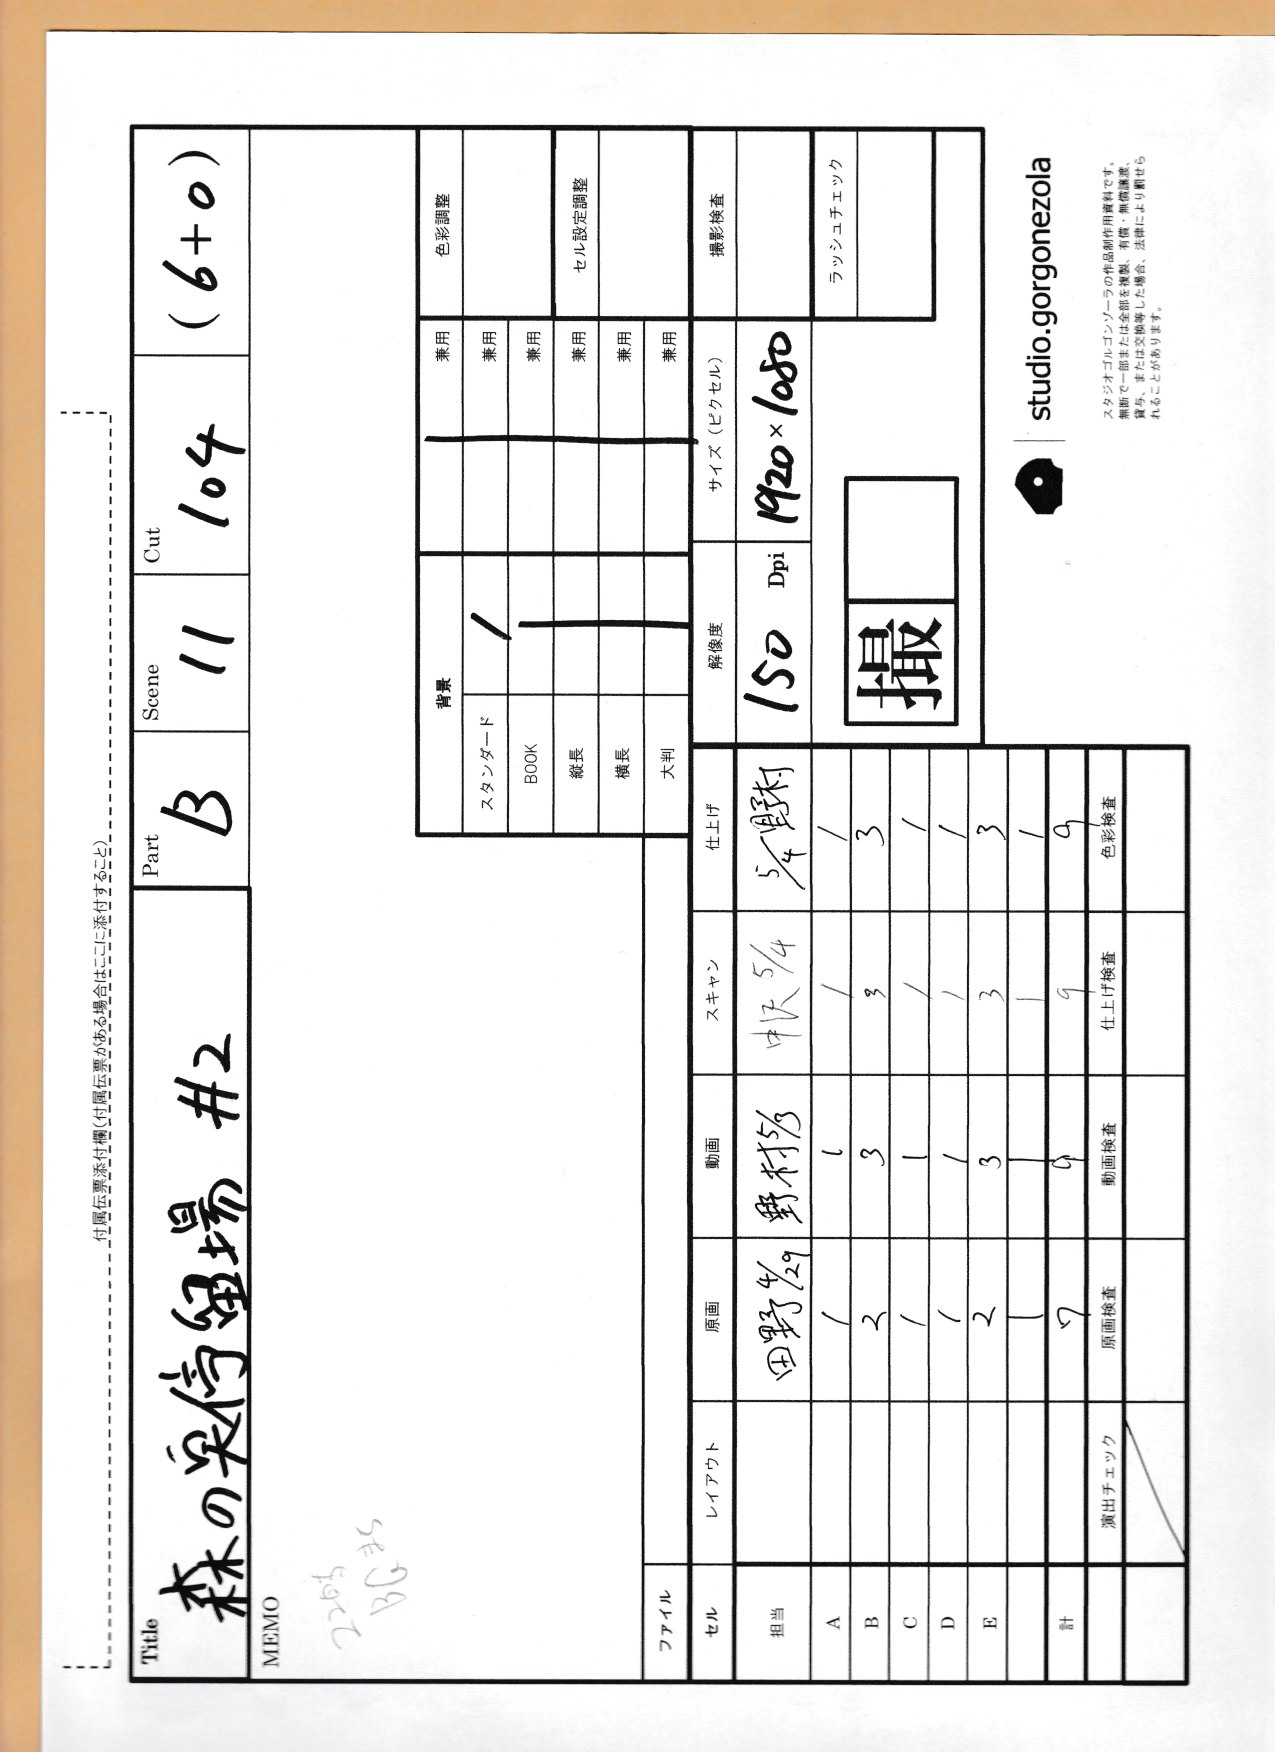 付属伝票添付欄(付属伝票がある場合はここに添付すること)
Title 森の安停留場 #2
Part B
Scene 11
Cut 104
(6+0)
MEMO
背景 兼用 色彩調整
スタンダード 1 兼用
BOOK 兼用
縦長 兼用 セル設定調整
横長 兼用
大判 兼用
ファイル
セル レイアウト 原画 動画 スキャン 仕上げ 解像度 サイズ(ピクセル) 撮影検査
担当 田野 4/29 野村 5/3 中沢 5/4 5/4 野村 150 Dpi 1920×1080
A 1 1 1 1 ラッシュチェック
B 2 3 3 3
C 1 1 1 1
D 1 1 1 1
E 2 3 3 3
1 1 1 1
計 7 9 9 9
演出チェック 原画検査 動画検査 仕上げ検査 色彩検査
撮
studio.gorgonezola
スタジオゴルゴンゾーラの作品制作用資料です。
無断で一部または全部を複製、有償・無償譲渡、
貸与、または交換等した場合、法律により罰せら
れることがあります。